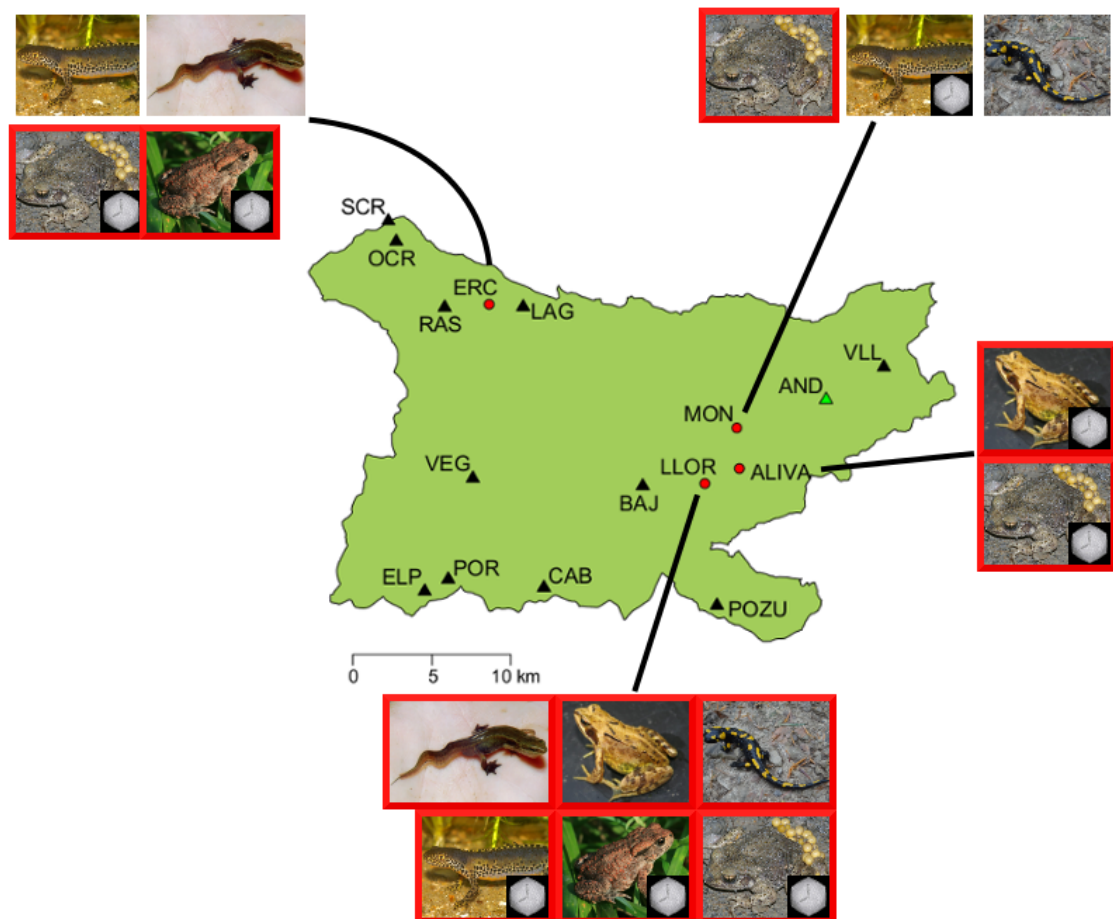 SCR
OCR
ERC
RAS
LAG
VLL
AND
MON
VEG
LLOR
ALIVA
BAJ
ELP
POR
CAB
POZU
0 5 10 km